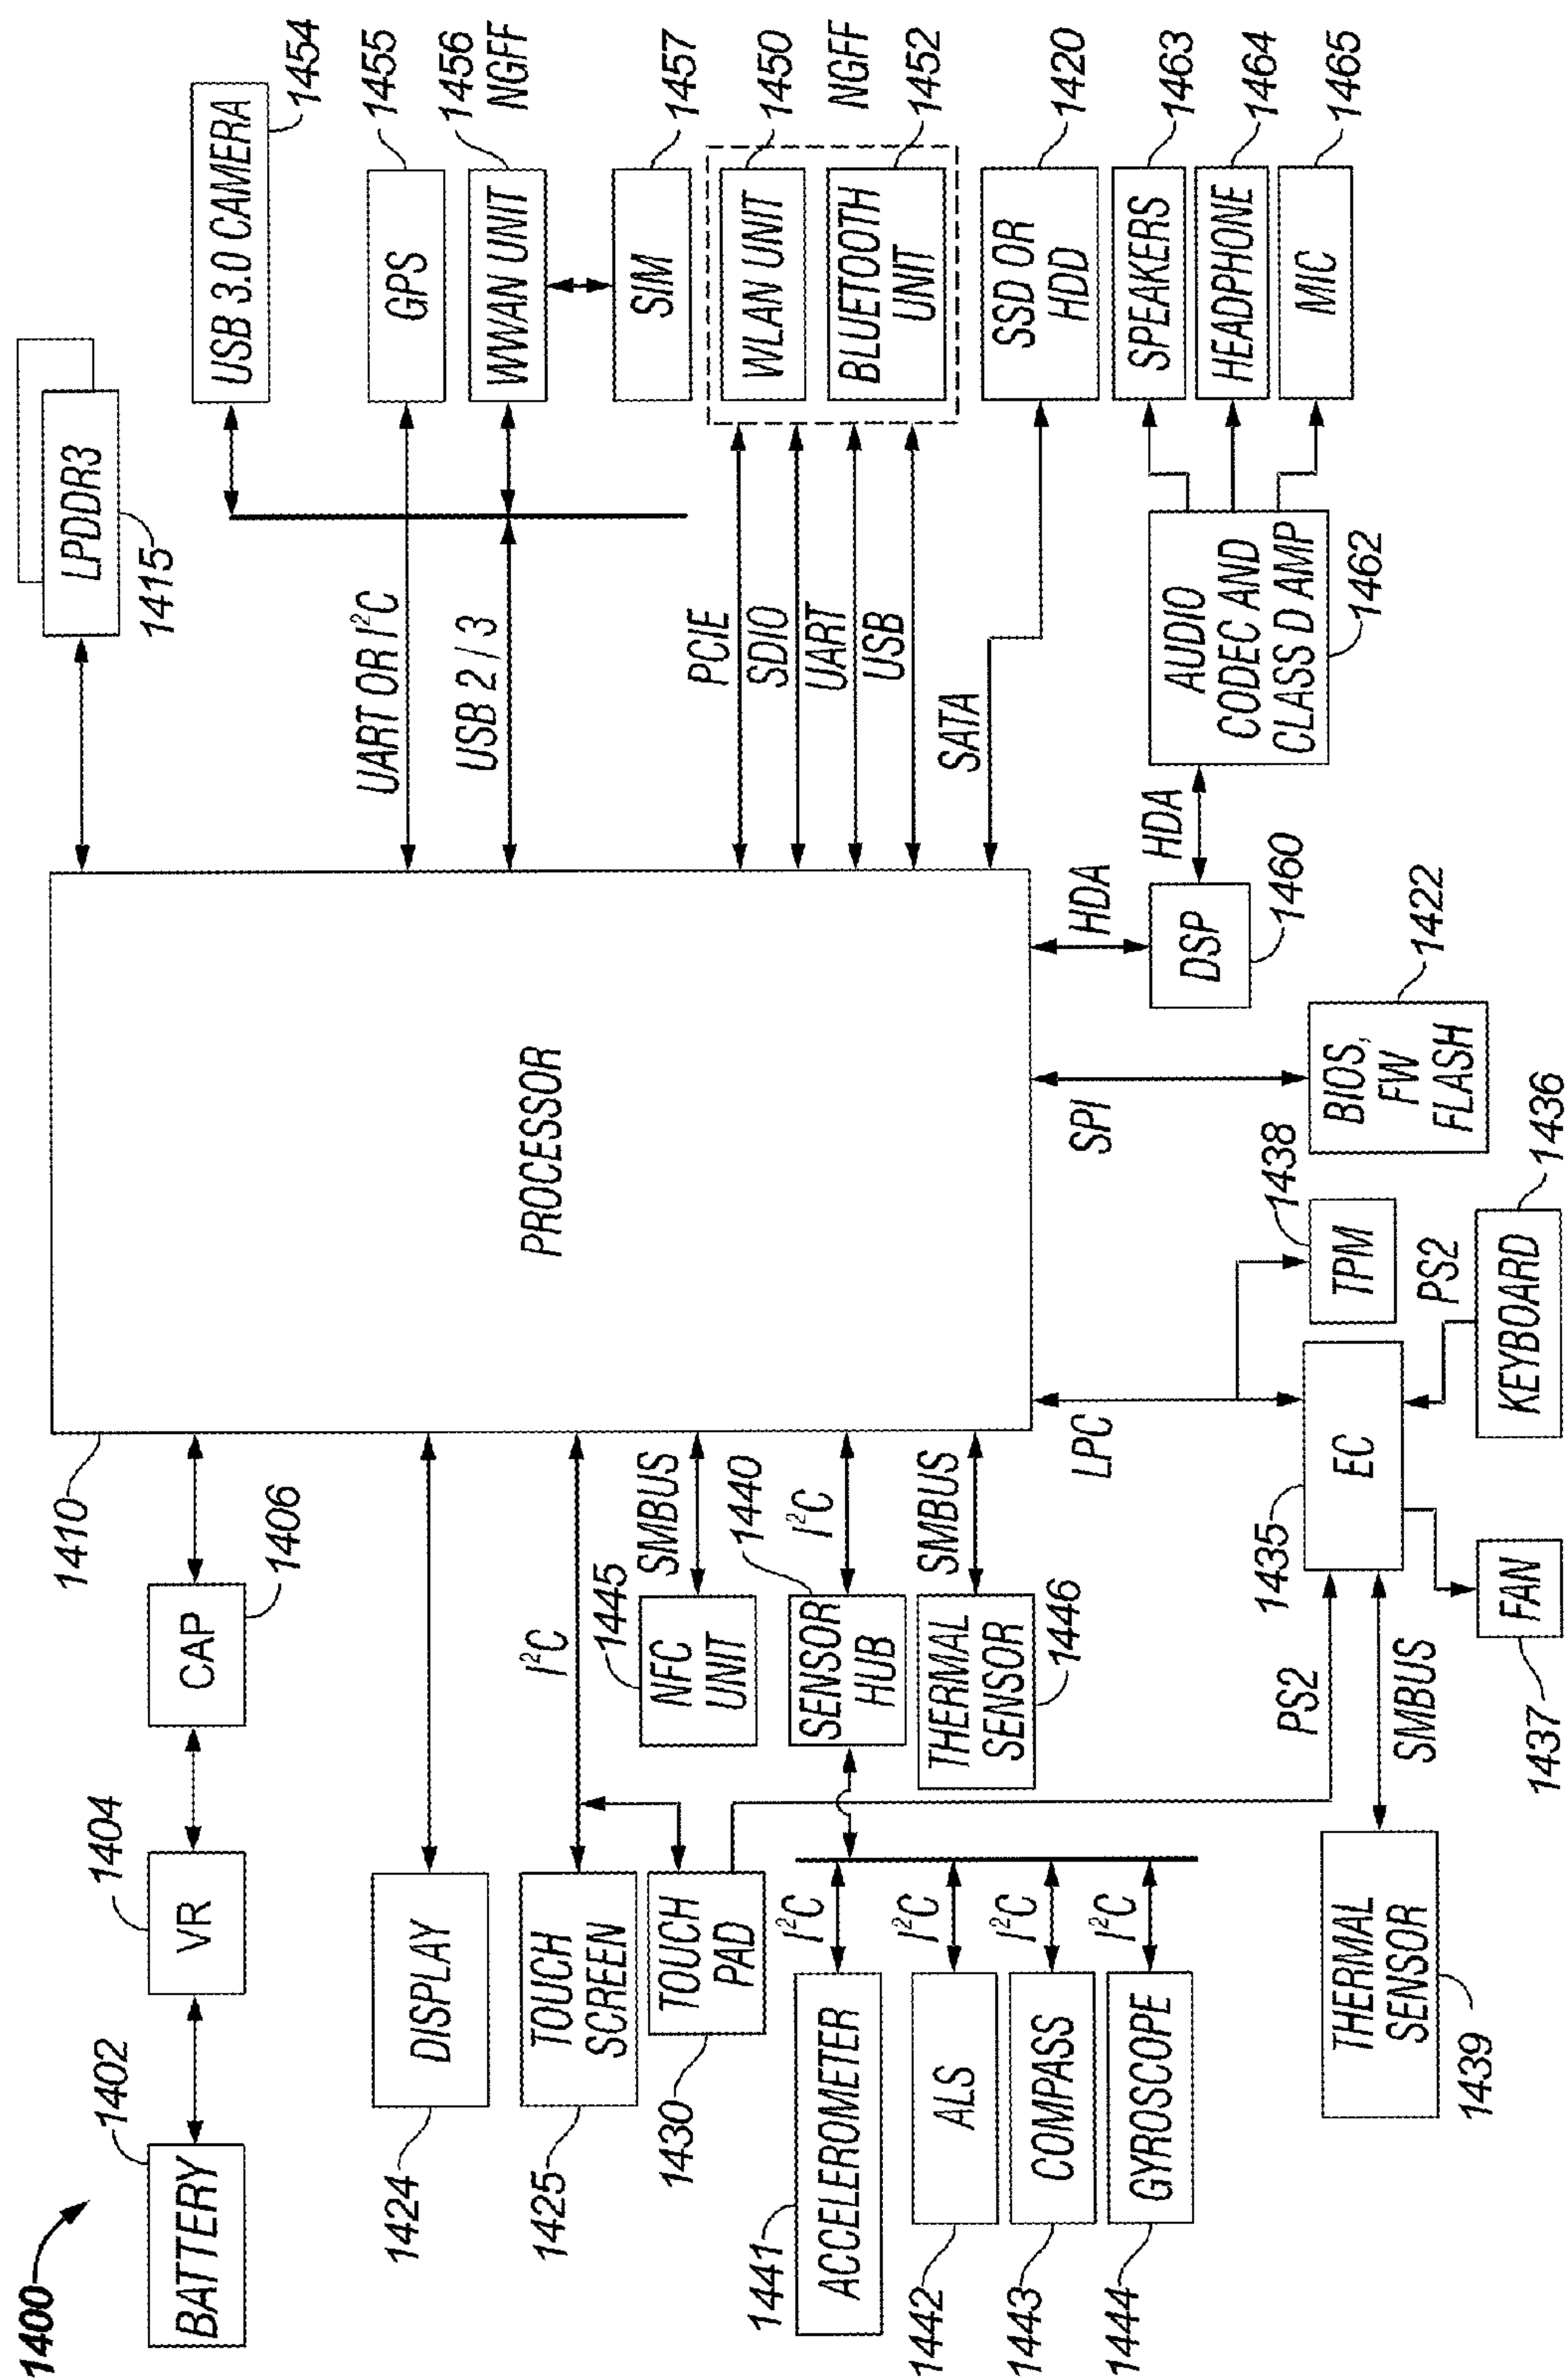 1400
BATTERY
1402
VR
1404
CAP
1406
1410
PROCESSOR
LPDDR3
1415
USB 3.0 CAMERA
1454
DISPLAY
1424
UART OR I²C
GPS
1455
USB 2 / 3
WWAN UNIT
1456
NGFF
SIM
1457
TOUCH
SCREEN
1425
I²C
TOUCH
PAD
1430
NFC
UNIT
1445
SMBUS
SENSOR
HUB
1440
I²C
THERMAL
SENSOR
1446
SMBUS
PCIE
SDIO
UART
USB
WLAN UNIT
1450
NGFF
BLUETOOTH
UNIT
1452
SATA
SSD OR
HDD
1420
ACCELEROMETER
1441
I²C
ALS
1442
I²C
COMPASS
1443
I²C
GYROSCOPE
1444
I²C
LPC
SPI
HDA
DSP
1460
HDA
AUDIO
CODEC AND
CLASS D AMP
1462
SPEAKERS
1463
HEADPHONE
1464
MIC
1465
THERMAL
SENSOR
1439
PS2
SMBUS
EC
1435
FAN
1437
TPM
1438
PS2
KEYBOARD
1436
BIOS,
FW
FLASH
1422